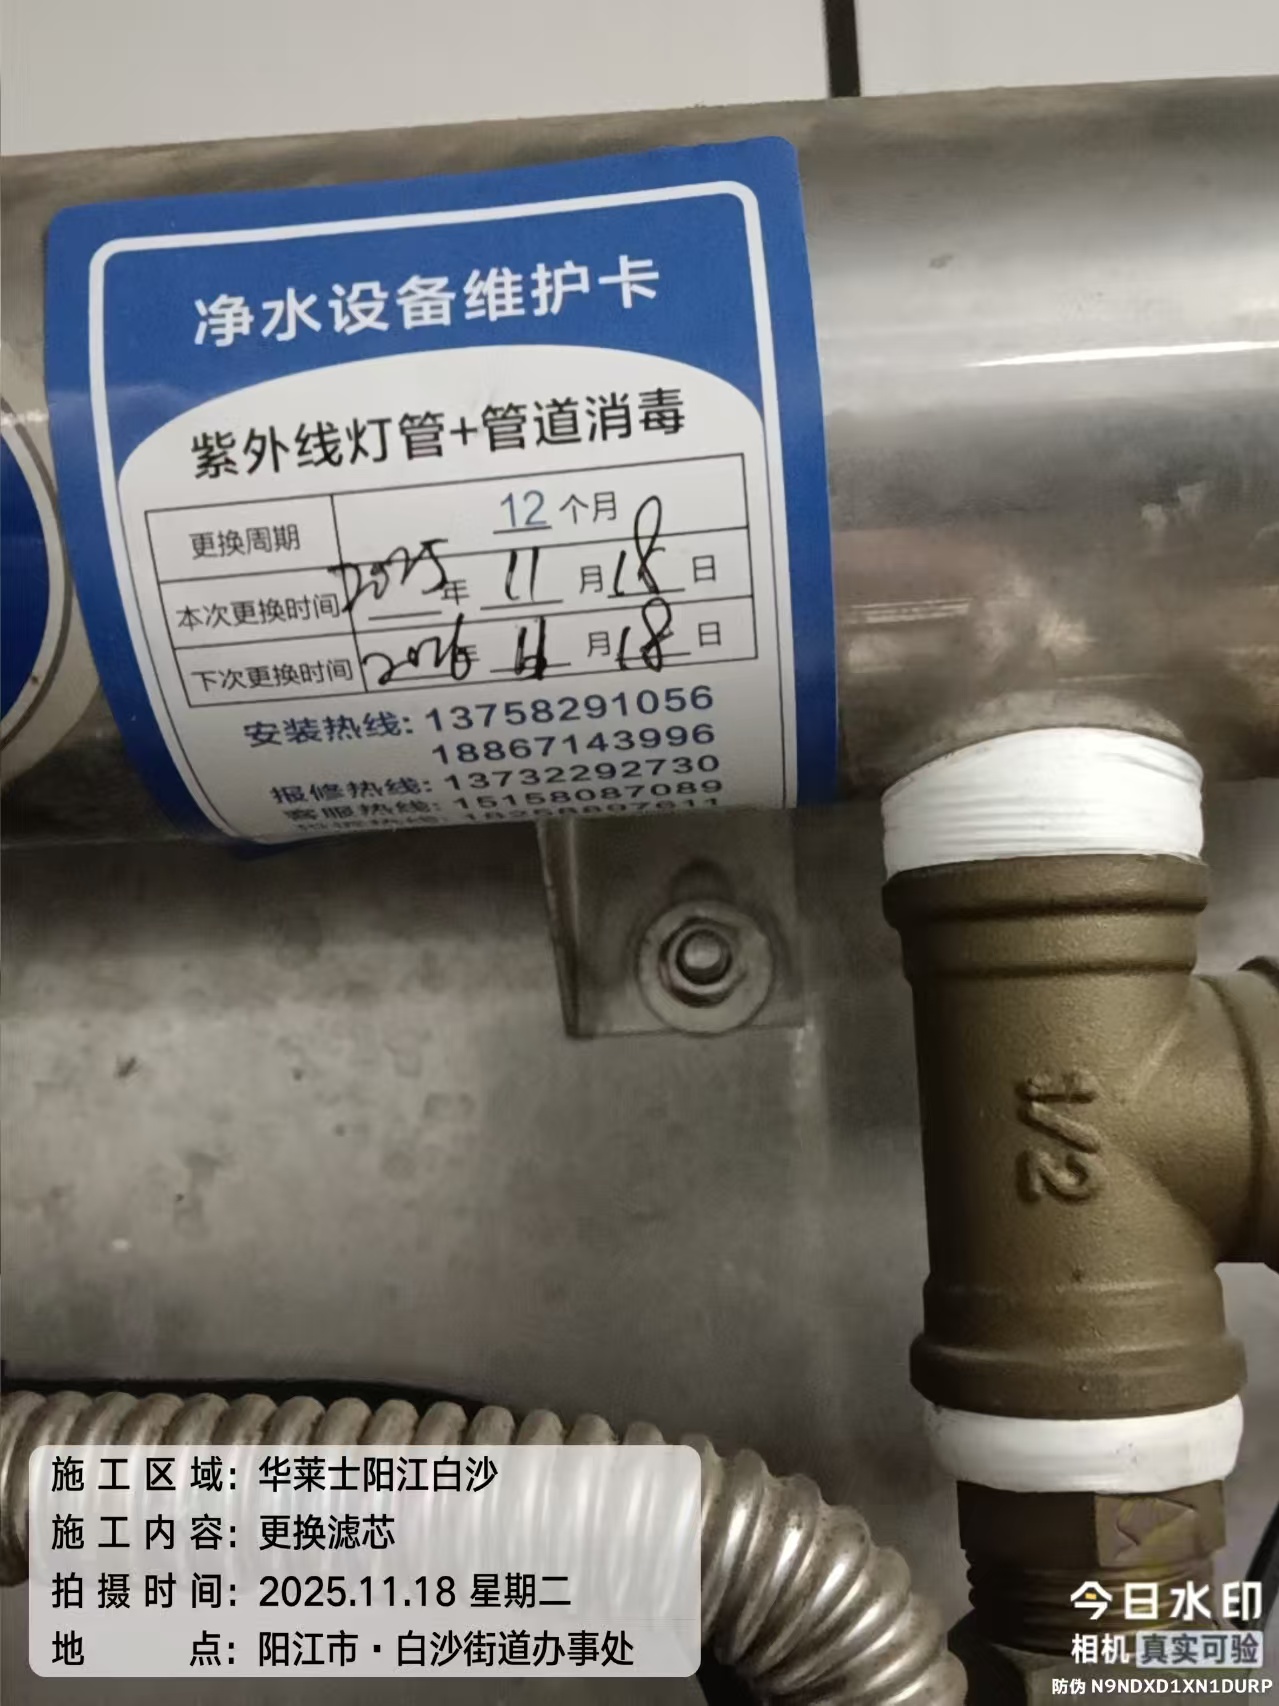 净水设备维护卡
紫外线灯管+管道消毒
更换周期 12 个月
本次更换时间 2025 年 11 月 18 日
下次更换时间 2026 年 11 月 18 日
安装热线: 13758291056
18867143996
报修热线: 13732292730
客服热线: 15158087089
1/2
施工区域: 华莱士阳江白沙
施工内容: 更换滤芯
拍摄时间: 2025.11.18 星期二
地点: 阳江市·白沙街道办事处
今日水印
相机 真实可验
防伪 N9NDXD1XN1DURP